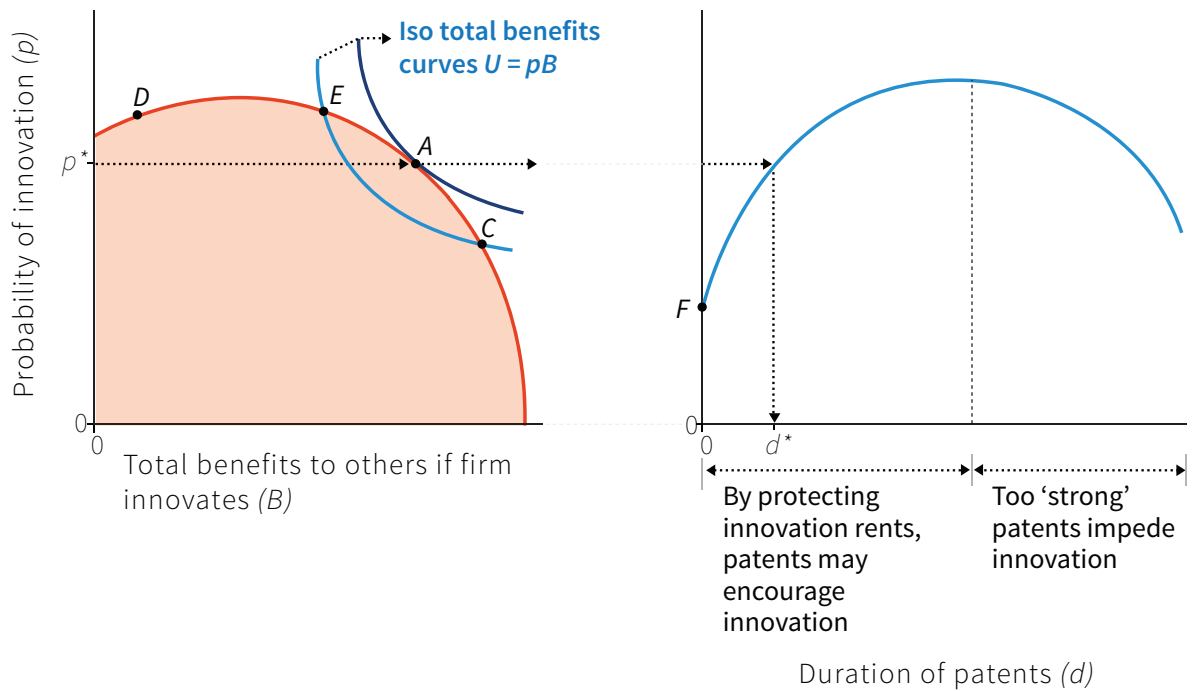 Probability of innovation (p)
Iso total benefits
curves U = pB
D
E
A
C
p*
0
0
Total benefits to others if firm
innovates (B)
F
0
0
d*
By protecting
innovation rents,
patents may
encourage
innovation
Too ‘strong’
patents impede
innovation
Duration of patents (d)